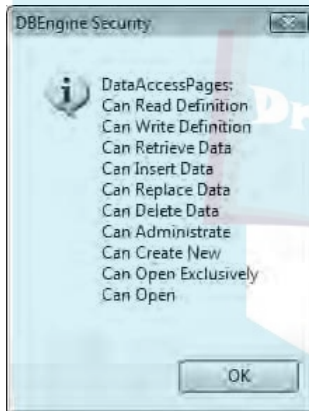 DBEngine Security
DataAccessPages:
Can Read Definition
Can Write Definition
Can Retrieve Data
Can Insert Data
Can Replace Data
Can Delete Data
Can Administrate
Can Create New
Can Open Exclusively
Can Open
OK